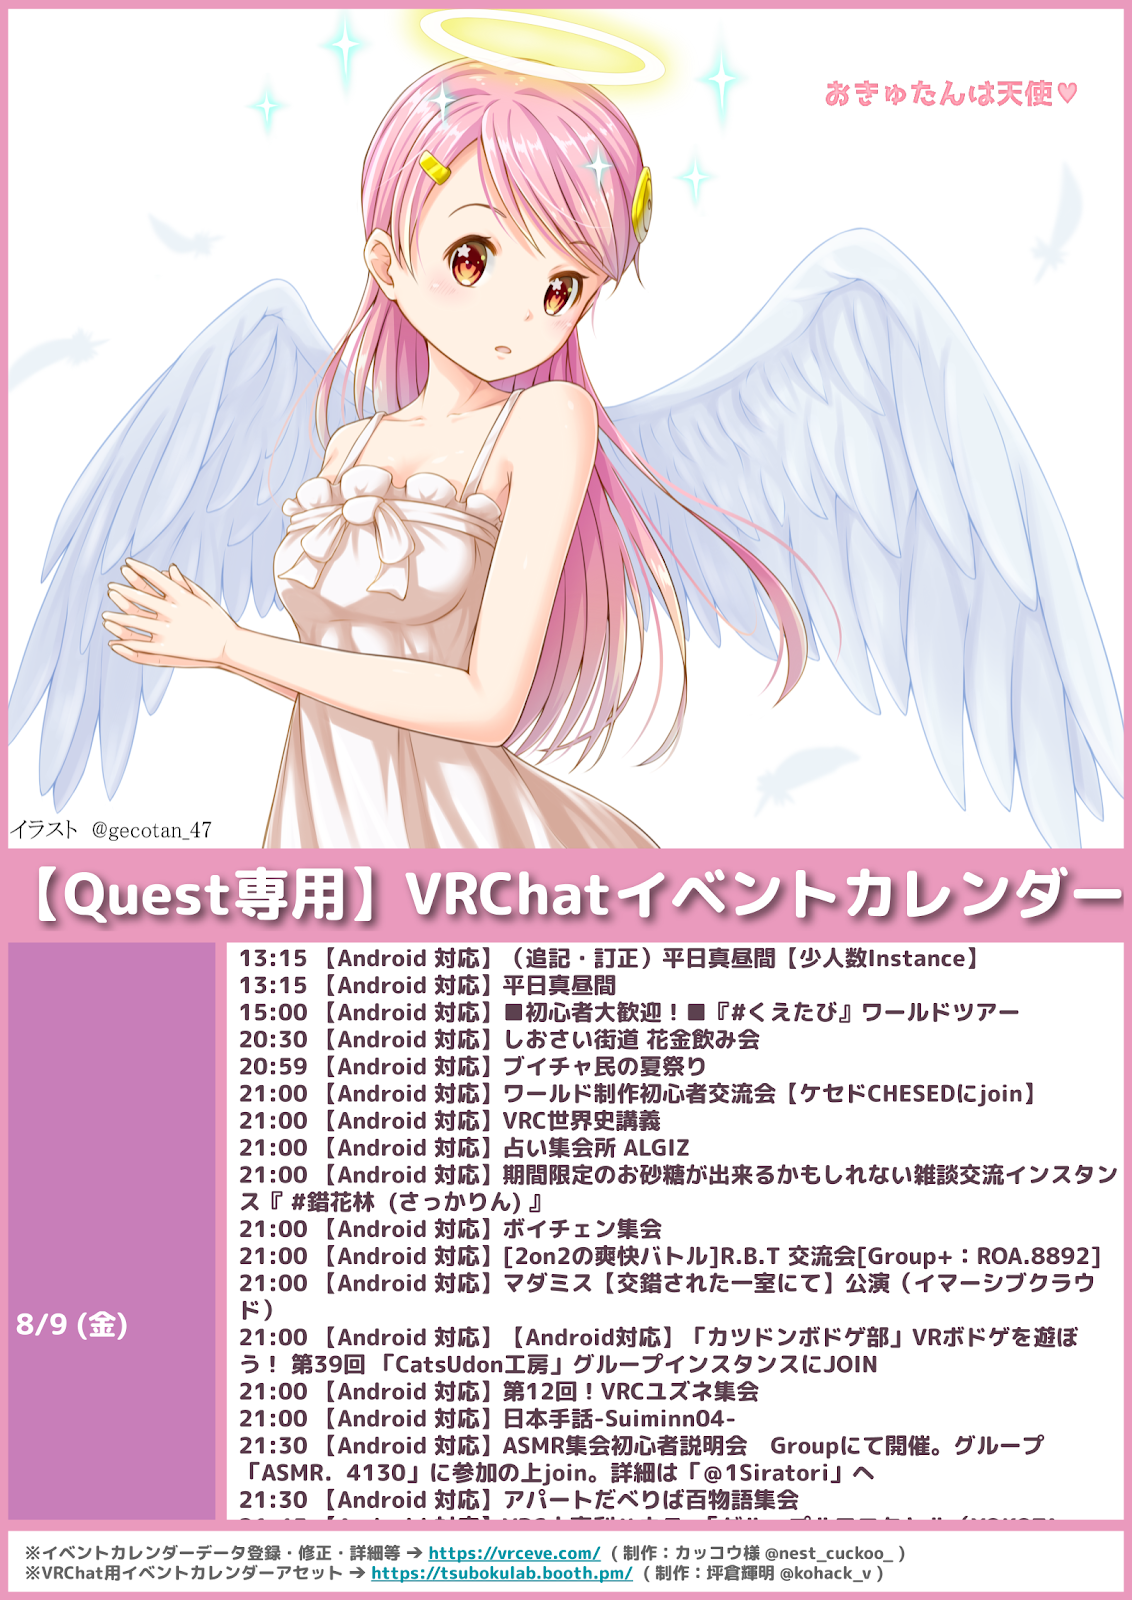 おきゅたんは天使♥
イラスト @gecotan_47
【Quest専用】VRChatイベントカレンダー
8/9 (金)
13:15 【Android 対応】（追記・訂正）平日真昼間【少人数Instance】
13:15 【Android 対応】平日真昼間
15:00 【Android 対応】■初心者大歓迎！■『#くえたび』ワールドツアー
20:30 【Android 対応】しおさい街道 花金飲み会
20:59 【Android 対応】ブイチャ民の夏祭り
21:00 【Android 対応】ワールド制作初心者交流会【ケセドCHESEDにjoin】
21:00 【Android 対応】VRC世界史講義
21:00 【Android 対応】占い集会所 ALGIZ
21:00 【Android 対応】期間限定のお砂糖が出来るかもしれない雑談交流インスタン
ス『 #錯花林（さっかりん) 』
21:00 【Android 対応】ボイチェン集会
21:00 【Android 対応】[2on2の爽快バトル]R.B.T 交流会[Group+：ROA.8892]
21:00 【Android 対応】マダミス【交錯された一室にて】公演（イマーシブクラウ
ド）
21:00 【Android 対応】【Android対応】「カツドンボドゲ部」VRボドゲを遊ぼ
う！ 第39回 「CatsUdon工房」グループインスタンスにJOIN
21:00 【Android 対応】第12回！VRCユズネ集会
21:00 【Android 対応】日本手話-Suiminn04-
21:30 【Android 対応】ASMR集会初心者説明会　Groupにて開催。グループ
「ASMR．4130」に参加の上join。詳細は「@1Siratori」へ
21:30 【Android 対応】アパートだべりば百物語集会
※イベントカレンダーデータ登録・修正・詳細等 ➔ https://vrceve.com/ ( 制作：カッコウ様 @nest_cuckoo_ )
※VRChat用イベントカレンダーアセット ➔ https://tsubokulab.booth.pm/ ( 制作：坪倉輝明 @kohack_v )